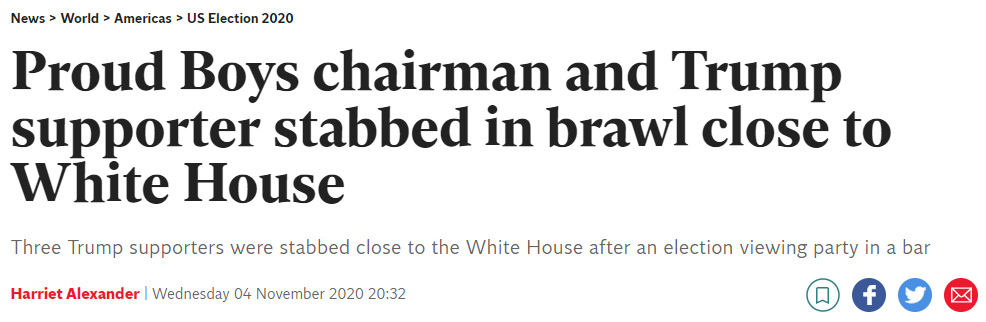 News > World > Americas > US Election 2020
Proud Boys chairman and Trump
supporter stabbed in brawl close to
White House
Three Trump supporters were stabbed close to the White House after an election viewing party in a bar
Harriet Alexander | Wednesday 04 November 2020 20:32